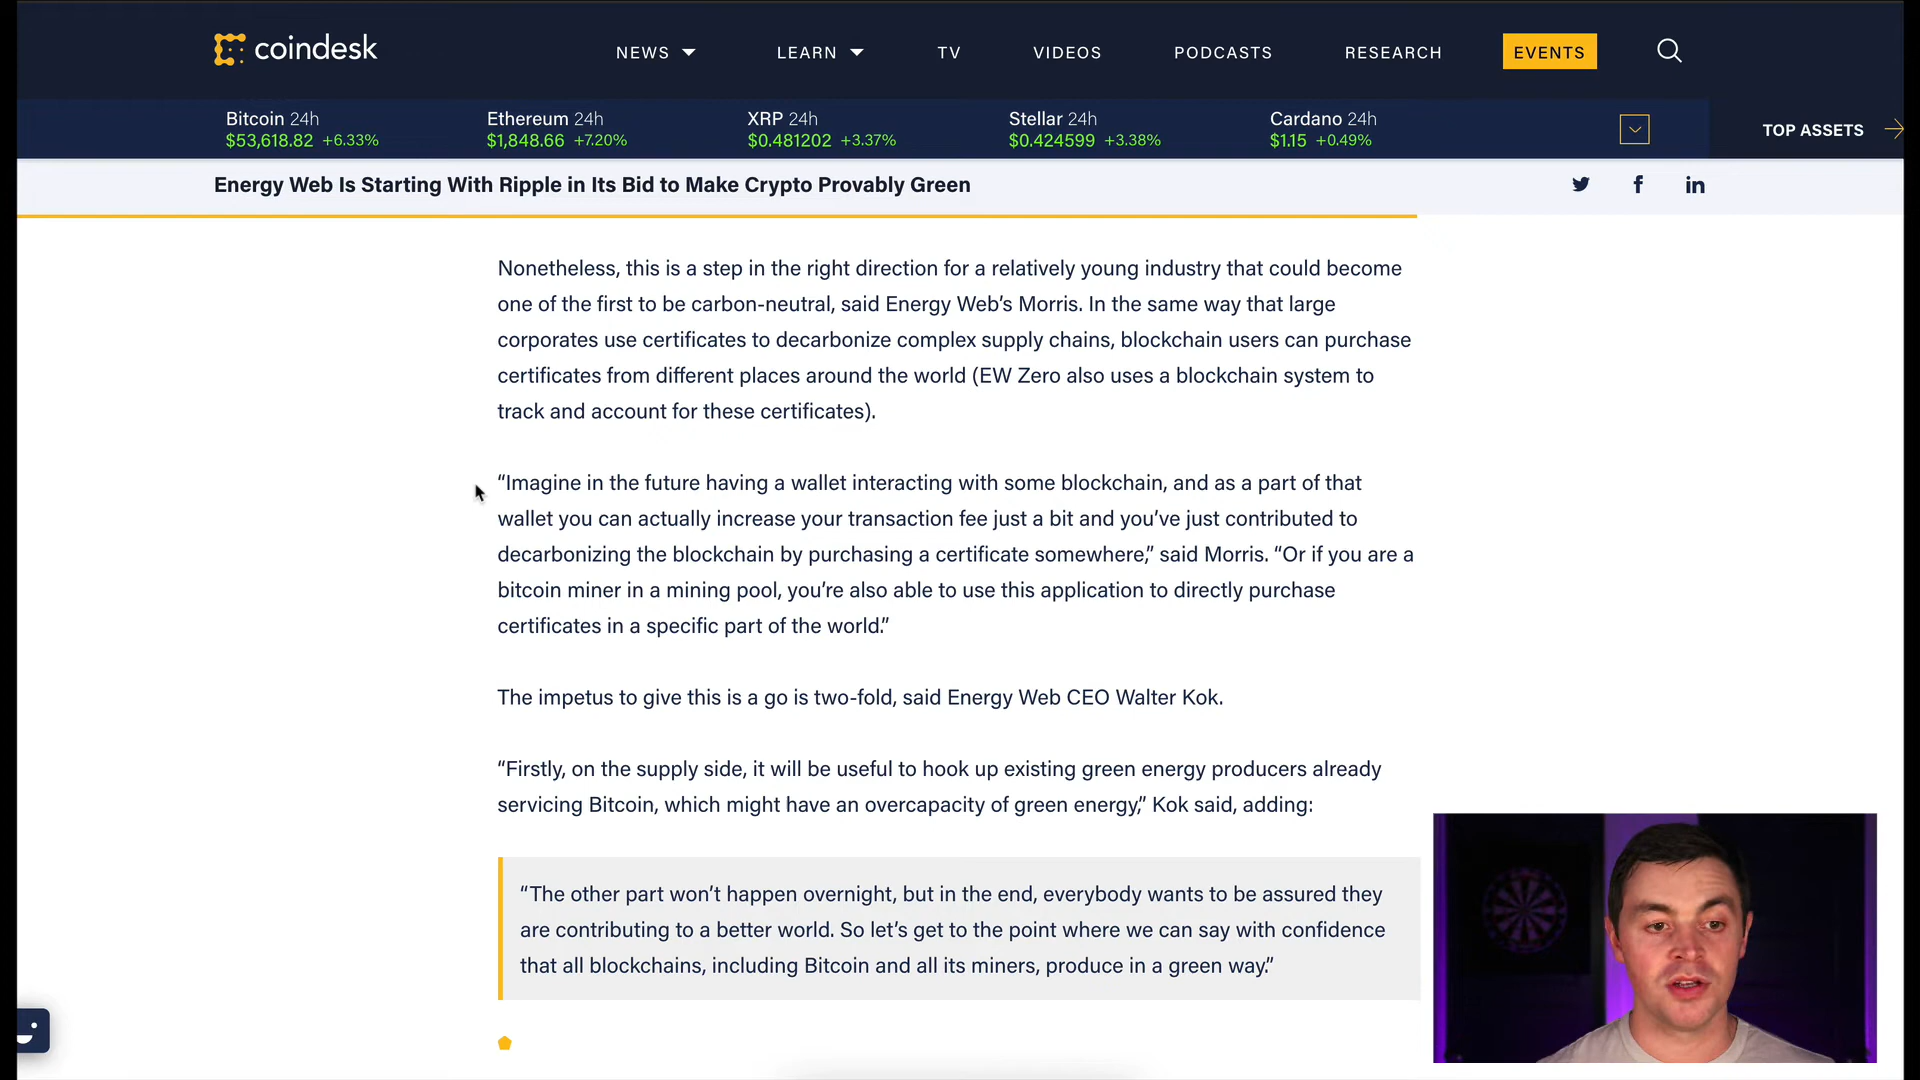 coindesk
NEWS
LEARN
TV
VIDEOS
PODCASTS
RESEARCH
EVENTS
Bitcoin 24h
$53,618.82 +6.33%
Ethereum 24h
$1,848.66 +7.20%
XRP 24h
$0.481202 +3.37%
Stellar 24h
$0.424599 +3.38%
Cardano 24h
$1.15 +0.49%
TOP ASSETS
Energy Web Is Starting With Ripple in Its Bid to Make Crypto Provably Green
Nonetheless, this is a step in the right direction for a relatively young industry that could become
one of the first to be carbon-neutral, said Energy Web’s Morris. In the same way that large
corporates use certificates to decarbonize complex supply chains, blockchain users can purchase
certificates from different places around the world (EW Zero also uses a blockchain system to
track and account for these certificates).
“Imagine in the future having a wallet interacting with some blockchain, and as a part of that
wallet you can actually increase your transaction fee just a bit and you’ve just contributed to
decarbonizing the blockchain by purchasing a certificate somewhere,” said Morris. “Or if you are a
bitcoin miner in a mining pool, you’re also able to use this application to directly purchase
certificates in a specific part of the world.”
The impetus to give this is a go is two-fold, said Energy Web CEO Walter Kok.
“Firstly, on the supply side, it will be useful to hook up existing green energy producers already
servicing Bitcoin, which might have an overcapacity of green energy,” Kok said, adding:
“The other part won’t happen overnight, but in the end, everybody wants to be assured they
are contributing to a better world. So let’s get to the point where we can say with confidence
that all blockchains, including Bitcoin and all its miners, produce in a green way.”